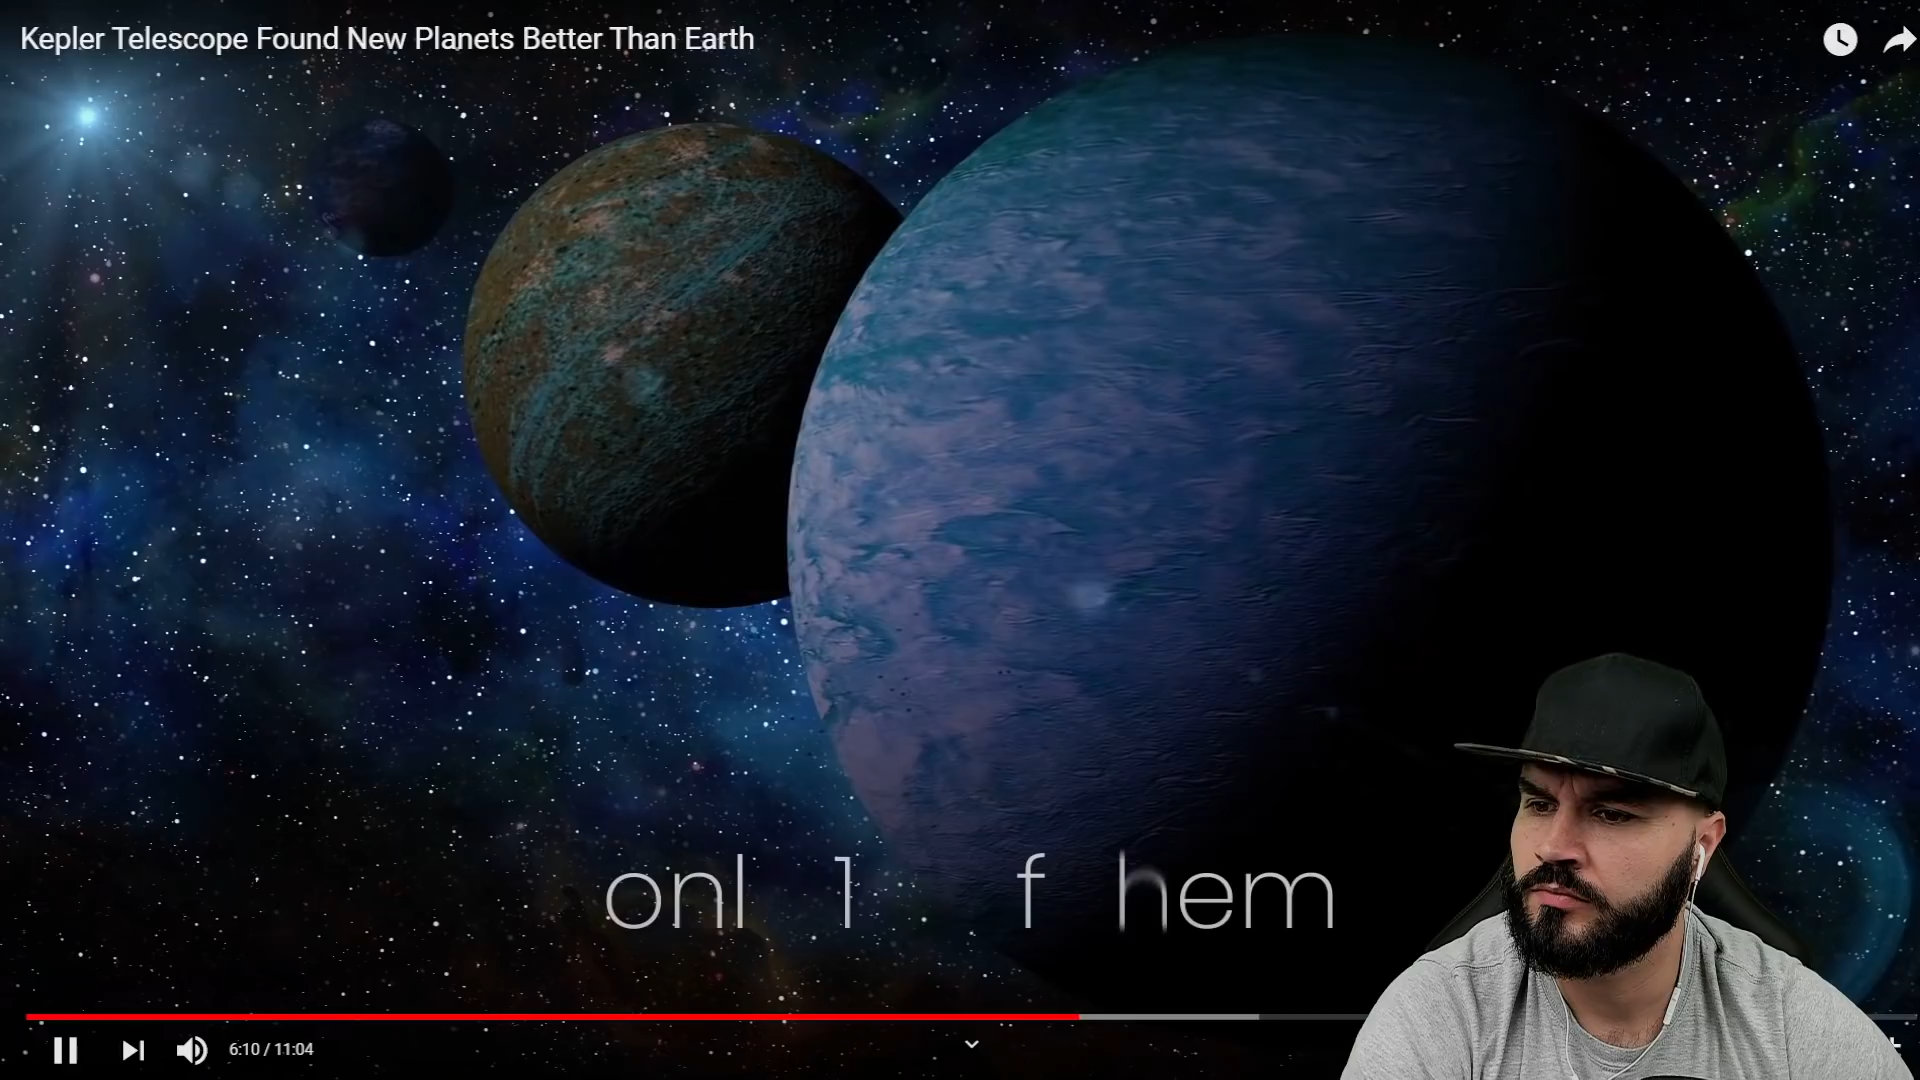 Kepler Telescope Found New Planets Better Than Earth
onl 1 f hem
6:10 / 11:04